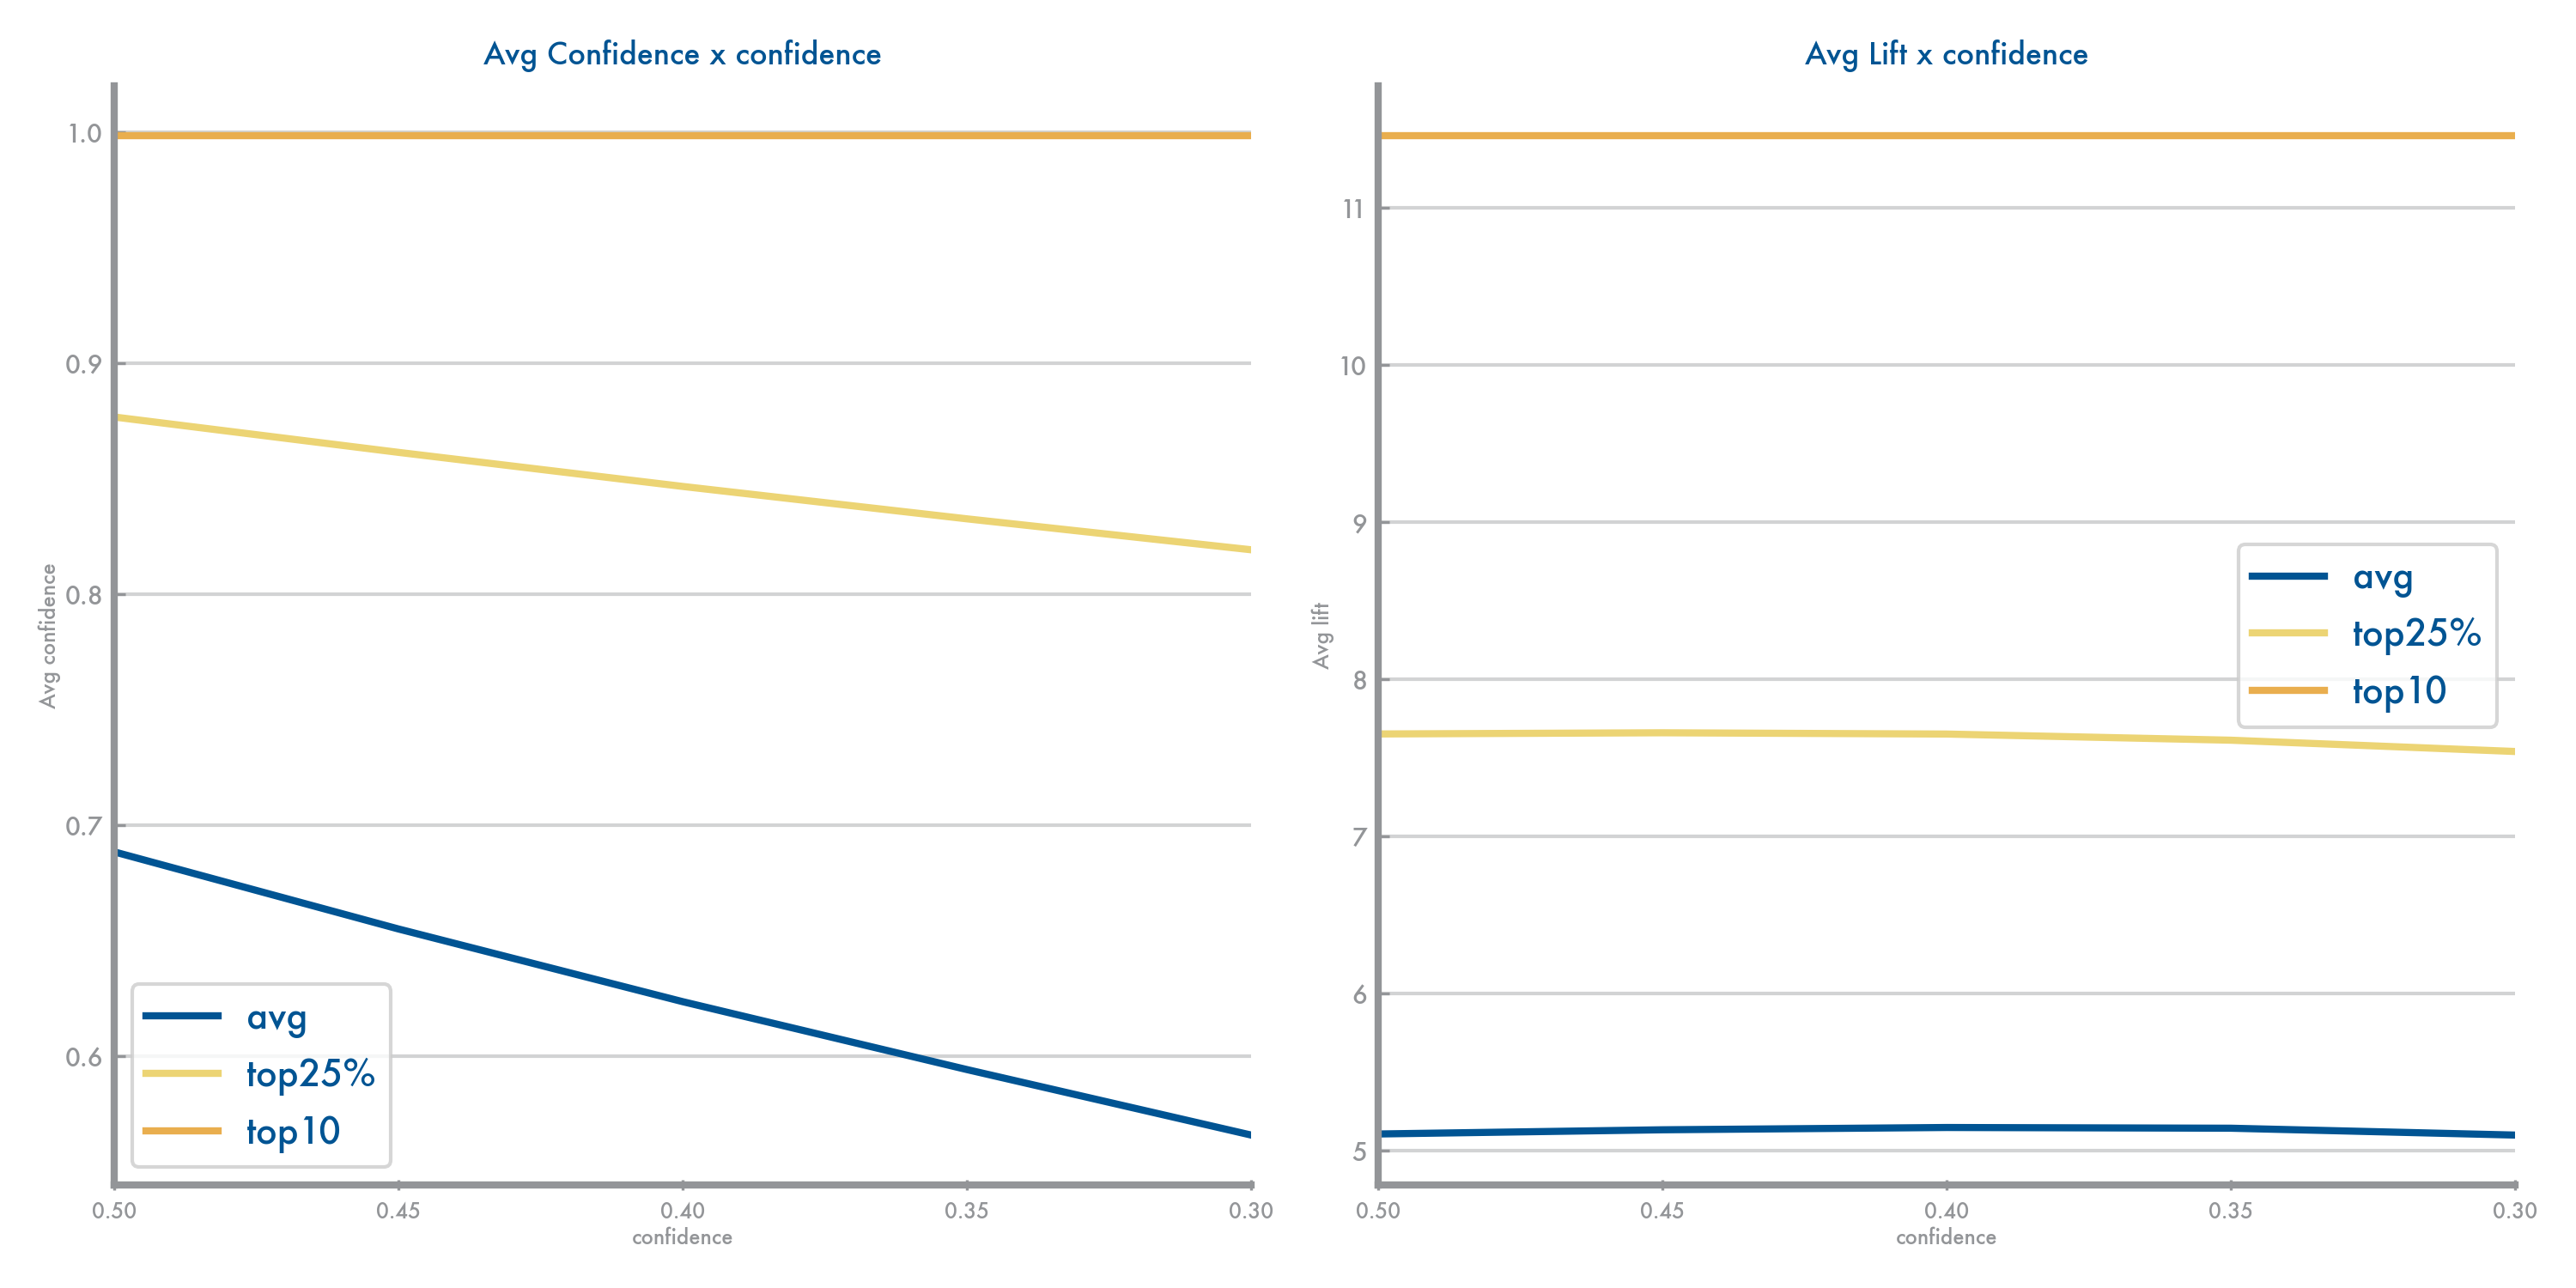 Avg Confidence x confidence
1.0
0.9
0.8
0.7
0.6
Avg confidence
avg
top25%
top10
0.50 0.45 0.40 0.35 0.30
confidence
Avg Lift x confidence
11
10
9
8
7
6
5
Avg lift
avg
top25%
top10
0.50 0.45 0.40 0.35 0.30
confidence